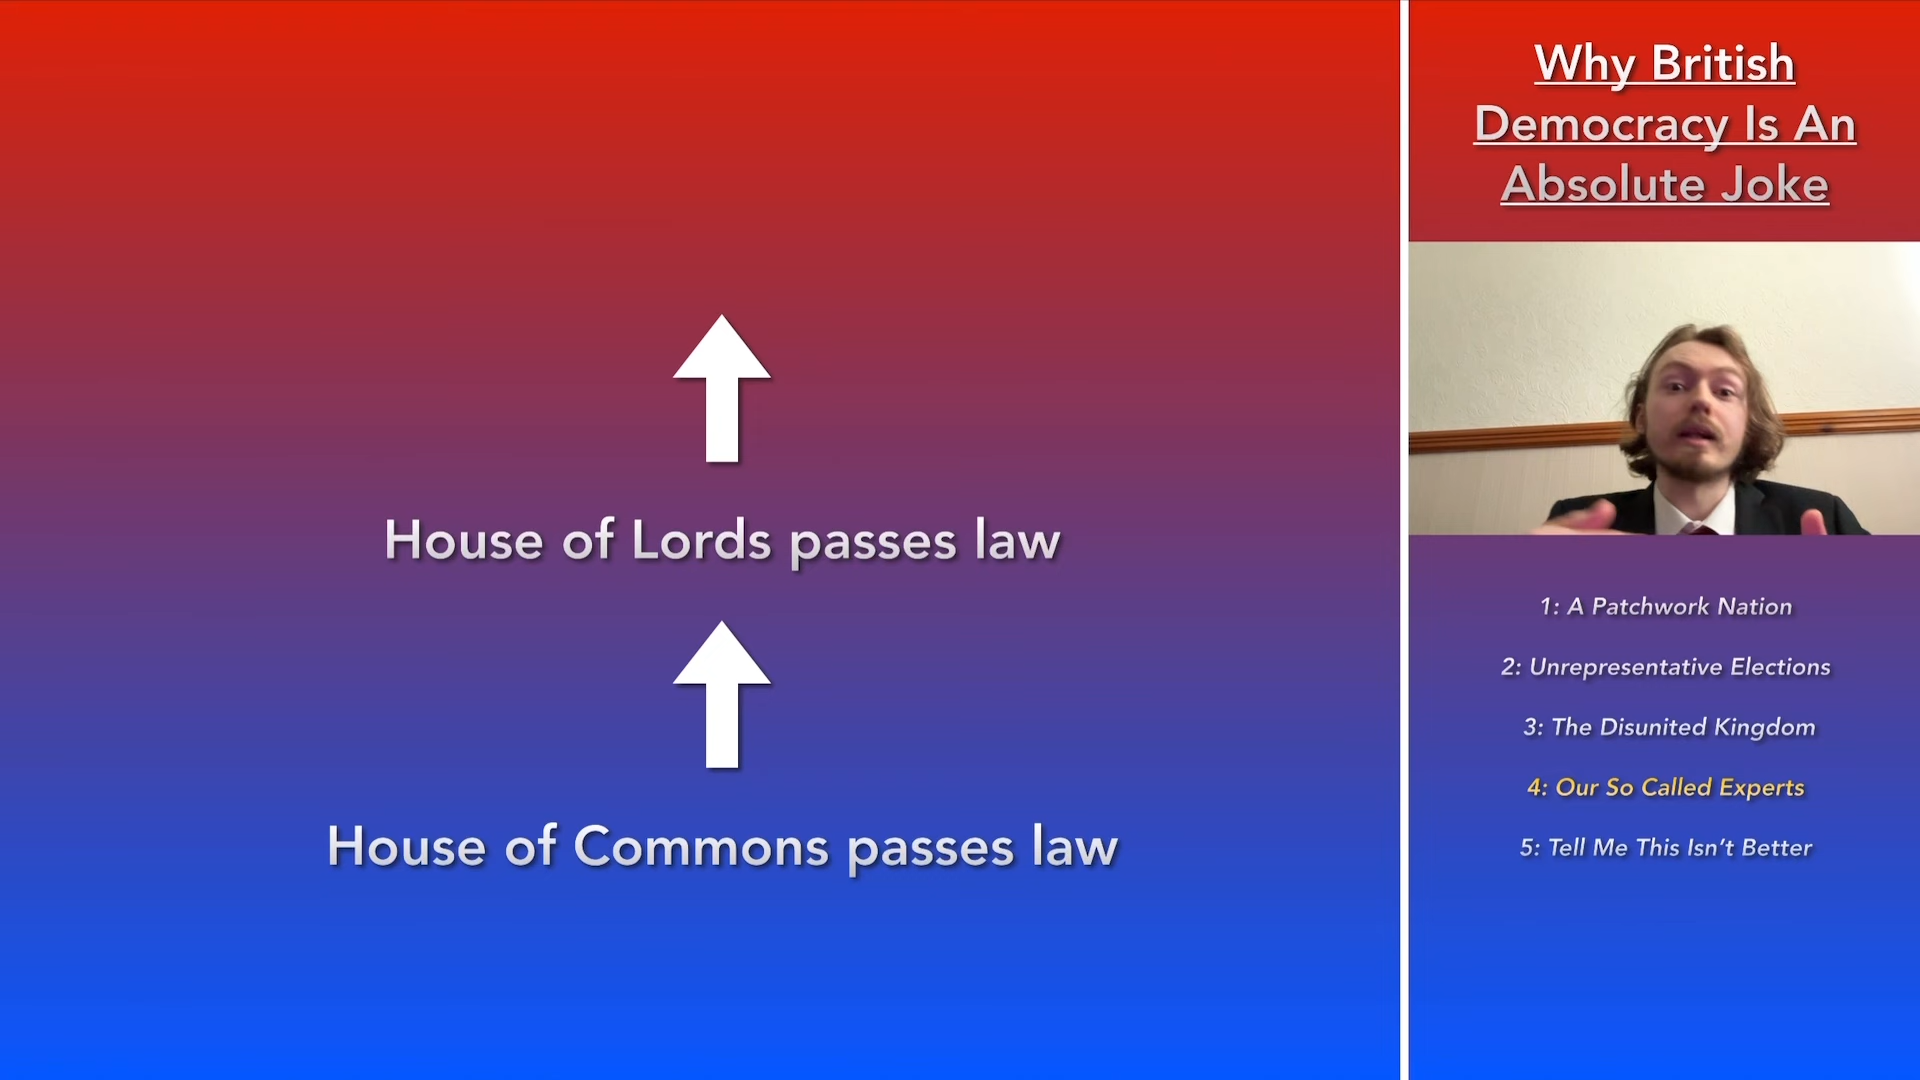 House of Lords passes law
House of Commons passes law
Why British
Democracy Is An
Absolute Joke
1: A Patchwork Nation
2: Unrepresentative Elections
3: The Disunited Kingdom
4: Our So Called Experts
5: Tell Me This Isn’t Better